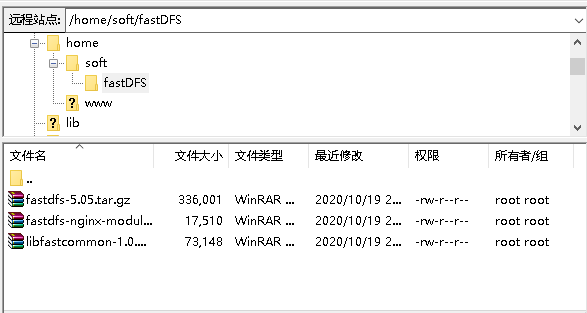 远程站点: /home/soft/fastDFS
home
soft
fastDFS
? www
? lib
文件名 文件大小 文件类型 最近修改 权限 所有者/组
..
fastdfs-5.05.tar.gz 336,001 WinRAR ... 2020/10/19 2... -rw-r--r-- root root
fastdfs-nginx-modul... 17,510 WinRAR ... 2020/10/19 2... -rw-r--r-- root root
libfastcommon-1.0.... 73,148 WinRAR ... 2020/10/19 2... -rw-r--r-- root root